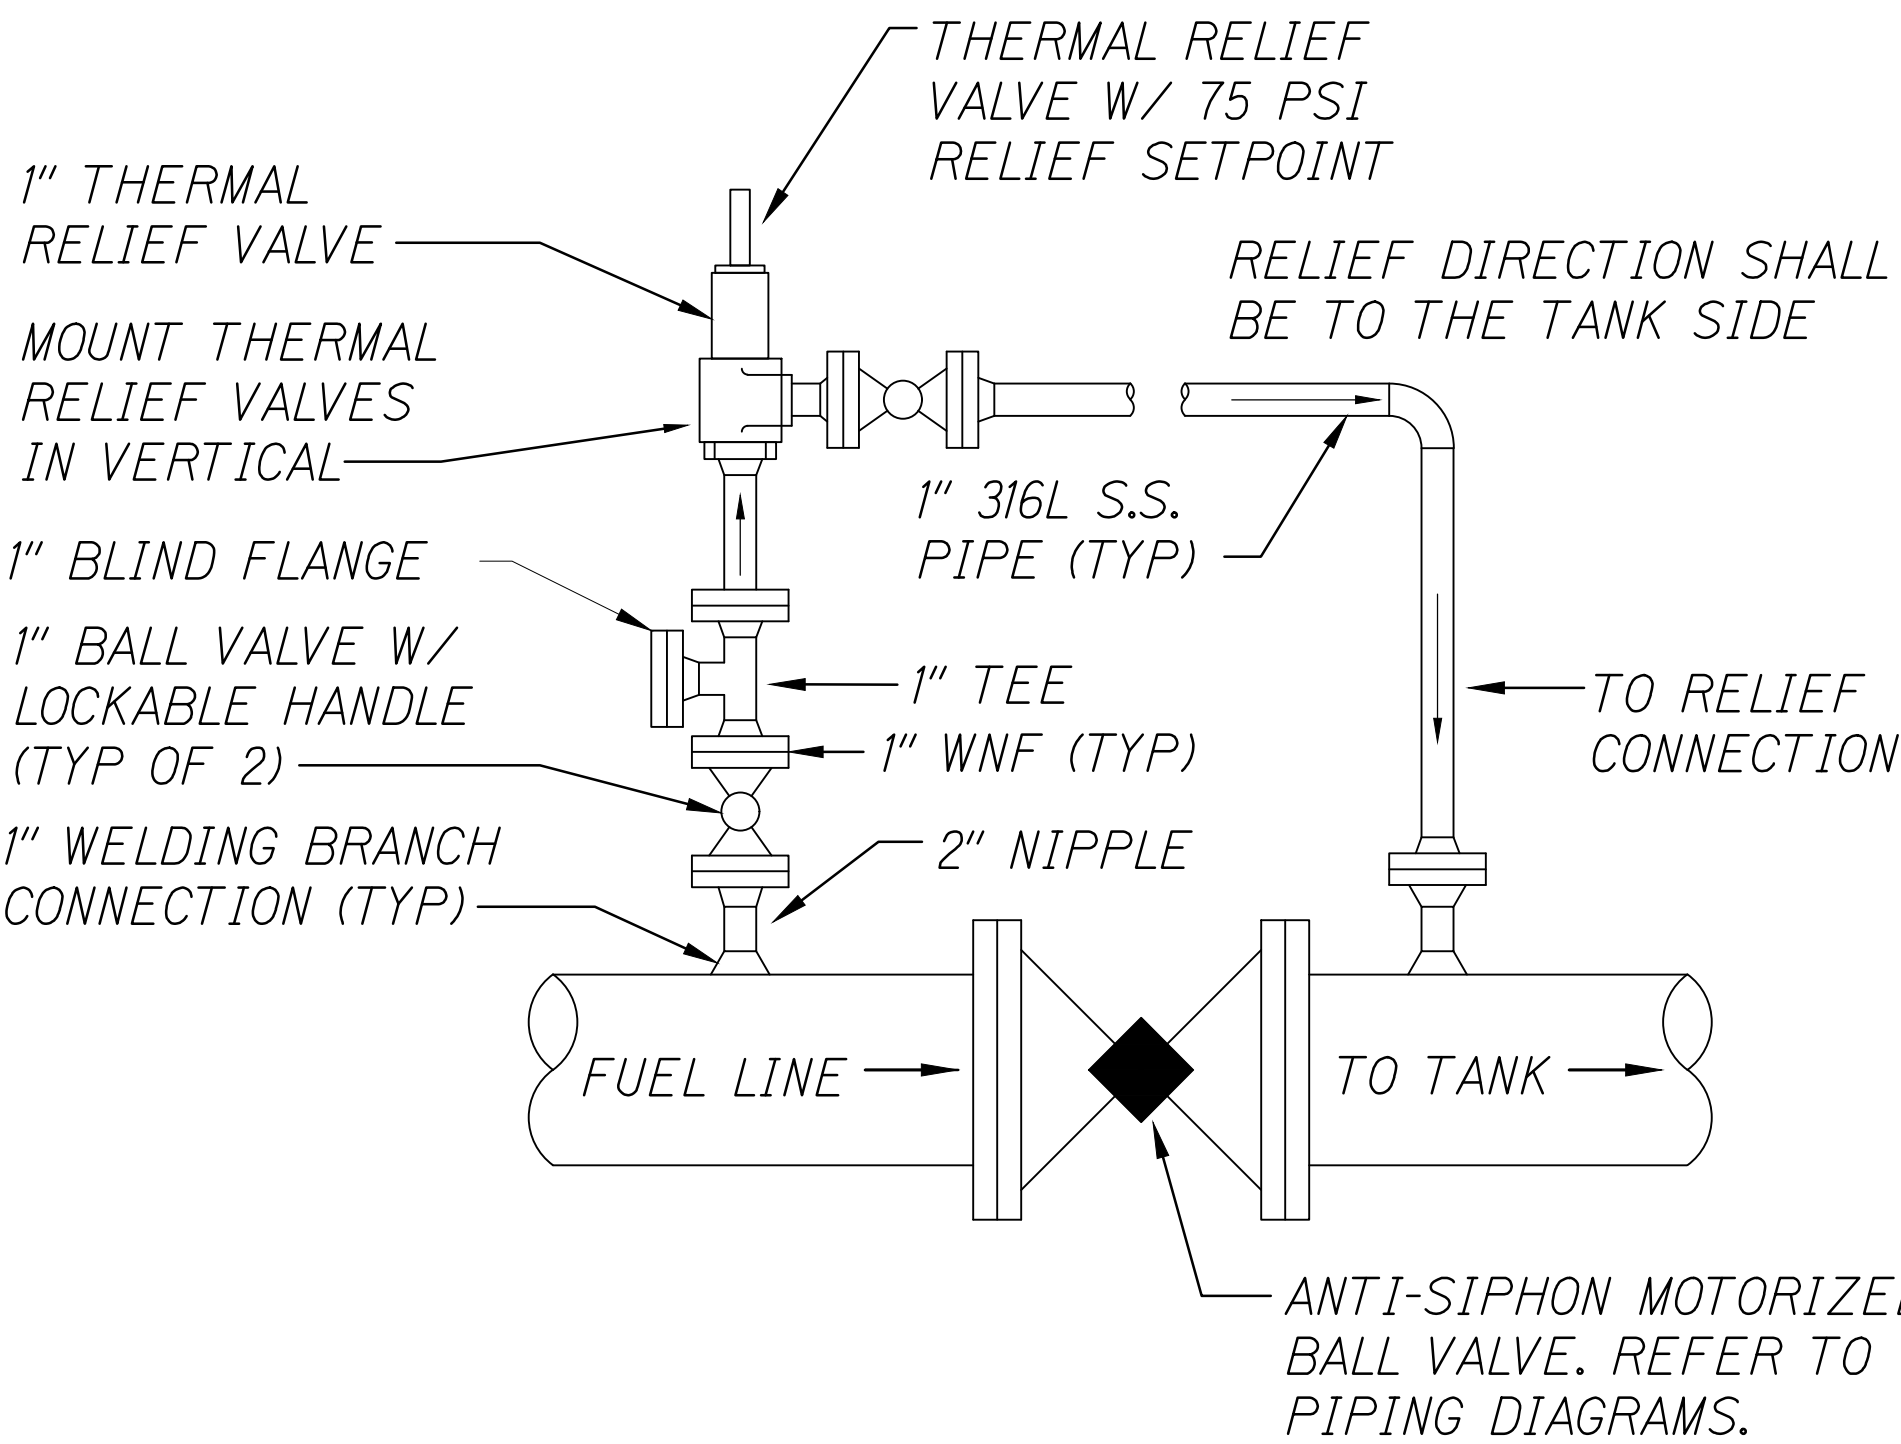 THERMAL RELIEF
VALVE W/ 75 PSI
RELIEF SETPOINT
1" THERMAL
RELIEF VALVE
RELIEF DIRECTION SHALL
BE TO THE TANK SIDE
MOUNT THERMAL
RELIEF VALVES
IN VERTICAL
1" 316L S.S.
PIPE (TYP)
1" BLIND FLANGE
1" BALL VALVE W/
LOCKABLE HANDLE
(TYP OF 2)
1" TEE
TO RELIEF
CONNECTION
1" WNF (TYP)
1" WELDING BRANCH
CONNECTION (TYP)
2" NIPPLE
FUEL LINE
TO TANK
ANTI-SIPHON MOTORIZED
BALL VALVE. REFER TO
PIPING DIAGRAMS.